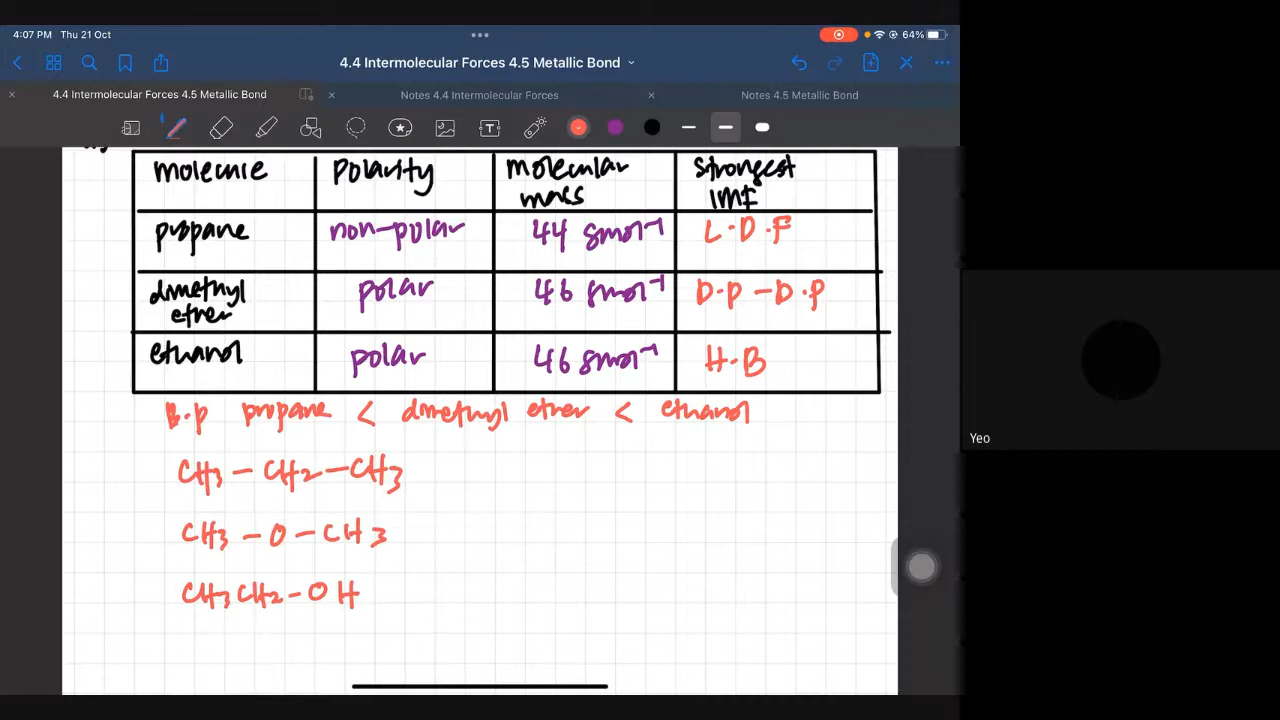 4:07 PM Thu 21 Oct
64%
4.4 Intermolecular Forces 4.5 Metallic Bond
4.4 Intermolecular Forces 4.5 Metallic Bond
Notes 4.4 Intermolecular Forces
Notes 4.5 Metallic Bond
molecule polarity molecular mass strongest IMF
propane non-polar 44 gmol⁻¹ L.D.F
dimethyl ether polar 46 gmol⁻¹ D.P-D.P
ethanol polar 46 gmol⁻¹ H.B
B.p propane < dimethyl ether < ethanol
CH3-CH2-CH3
CH3-O-CH3
CH3CH2-OH
Yeo